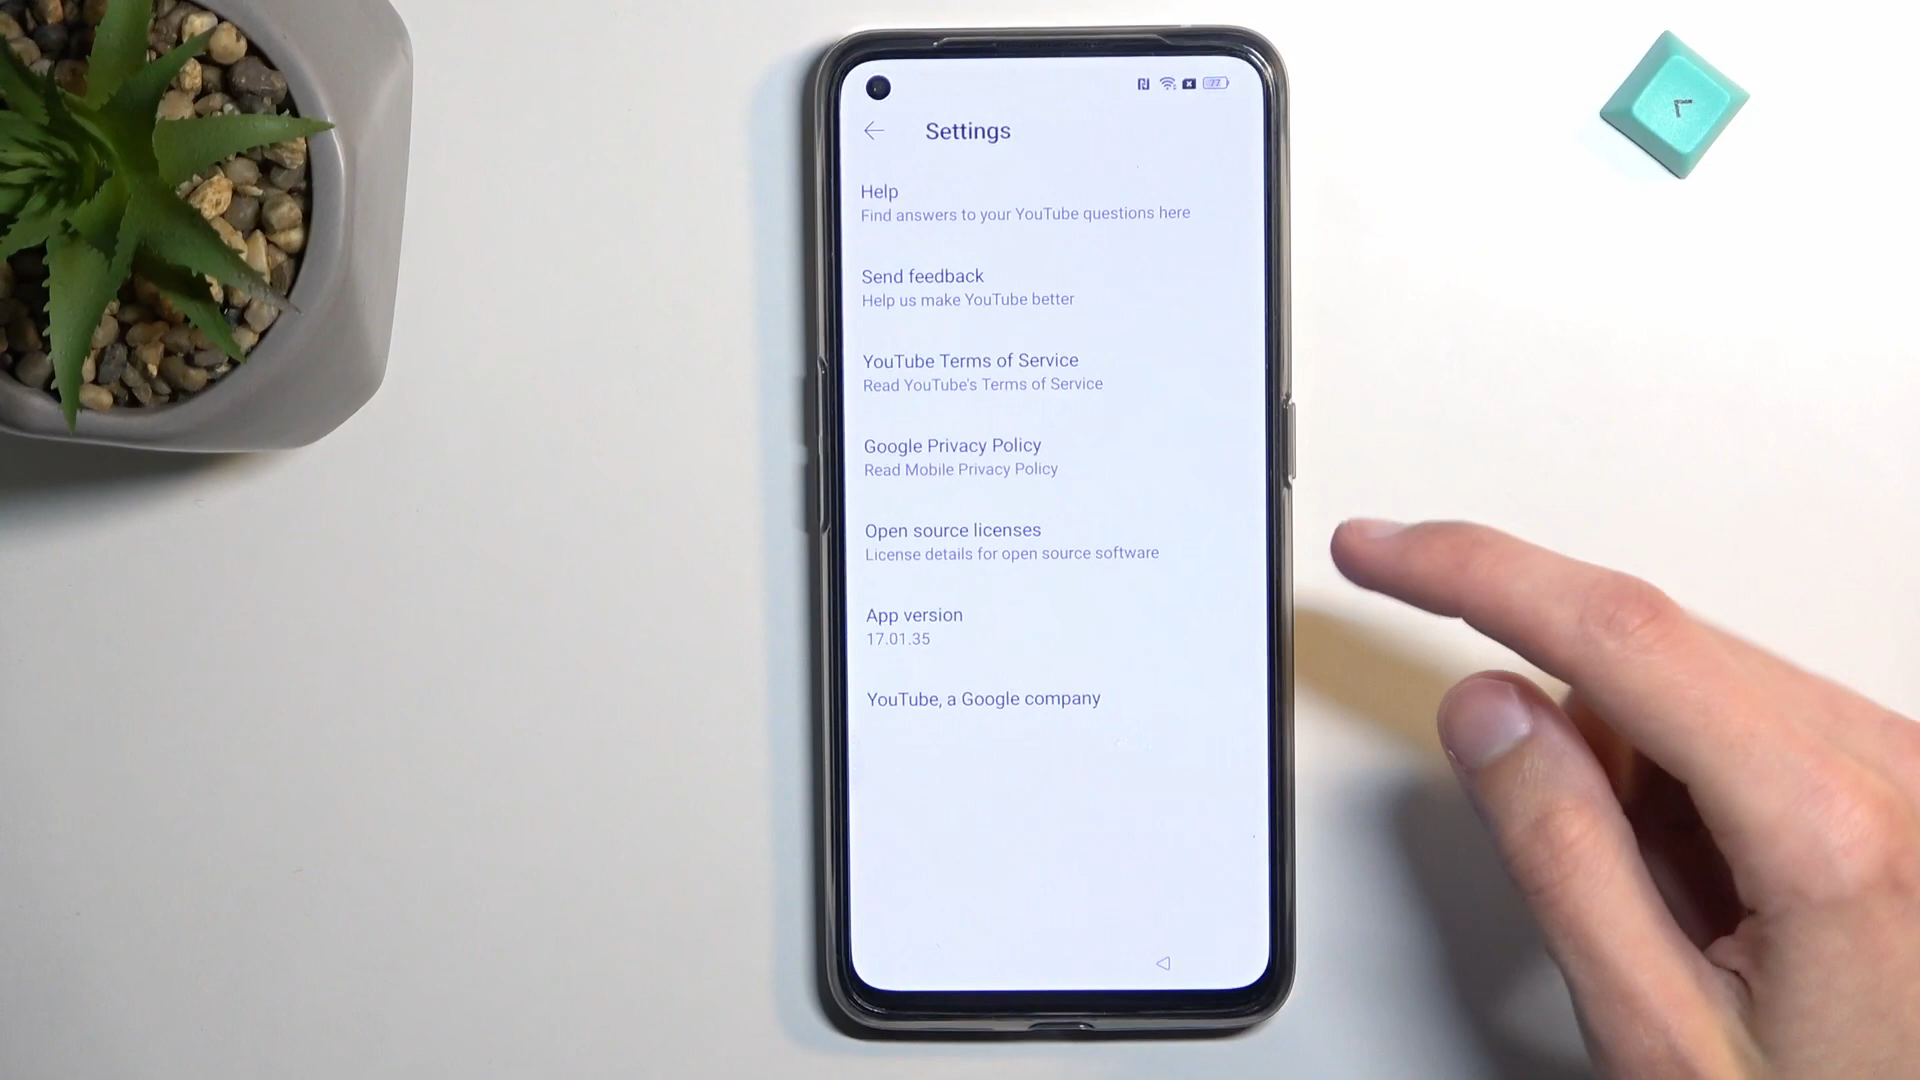 77
Settings
Help
Find answers to your YouTube questions here
Send feedback
Help us make YouTube better
YouTube Terms of Service
Read YouTube's Terms of Service
Google Privacy Policy
Read Mobile Privacy Policy
Open source licenses
License details for open source software
App version
17.01.35
YouTube, a Google company